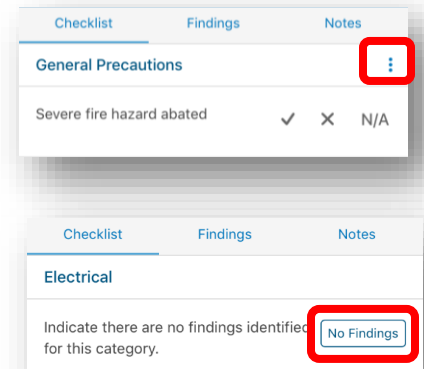 Checklist Findings Notes
General Precautions
Severe fire hazard abated N/A
Checklist Findings Notes
Electrical
Indicate there are no findings identified No Findings
for this category.